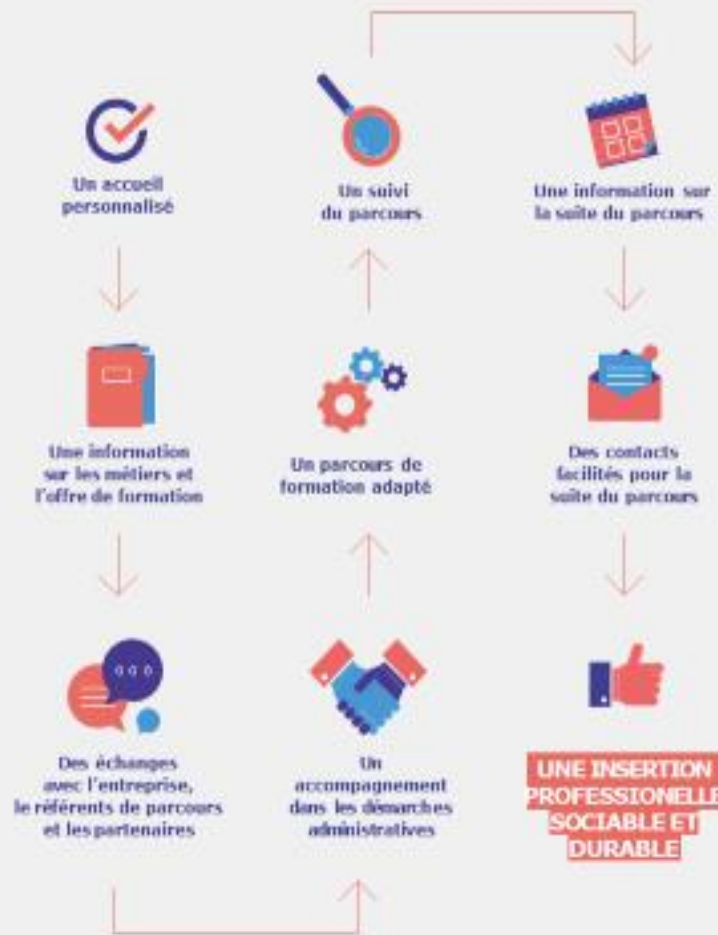 Un accueil
personnalisé
Une information
sur les métiers et
l'offre de formation
Des échanges
avec l'entreprise,
le référents de parcours
et les partenaires
Un
accompagnement
dans les démarches
administratives
Un parcours de
formation adapté
Un suivi
du parcours
Une information sur
la suite du parcours
Des contacts
facilités pour la
suite du parcours
UNE INSERTION
PROFESSIONELLE
SOCIABLE ET
DURABLE